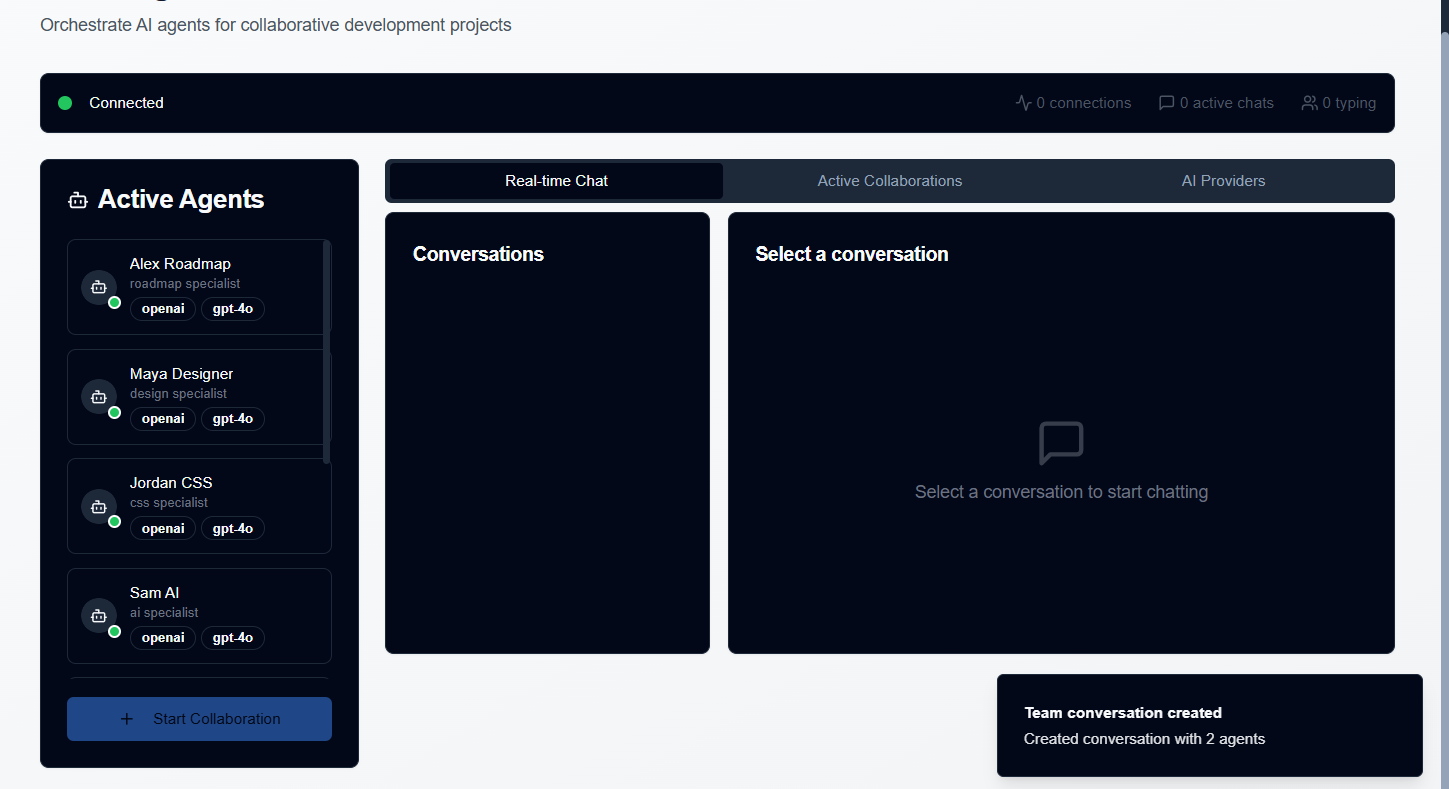 Orchestrate AI agents for collaborative development projects
Connected
0 connections
0 active chats
0 typing
Active Agents
Alex Roadmap
roadmap specialist
openai
gpt-4o
Maya Designer
design specialist
openai
gpt-4o
Jordan CSS
css specialist
openai
gpt-4o
Sam AI
ai specialist
openai
gpt-4o
Start Collaboration
Real-time Chat
Active Collaborations
AI Providers
Conversations
Select a conversation
Select a conversation to start chatting
Team conversation created
Created conversation with 2 agents